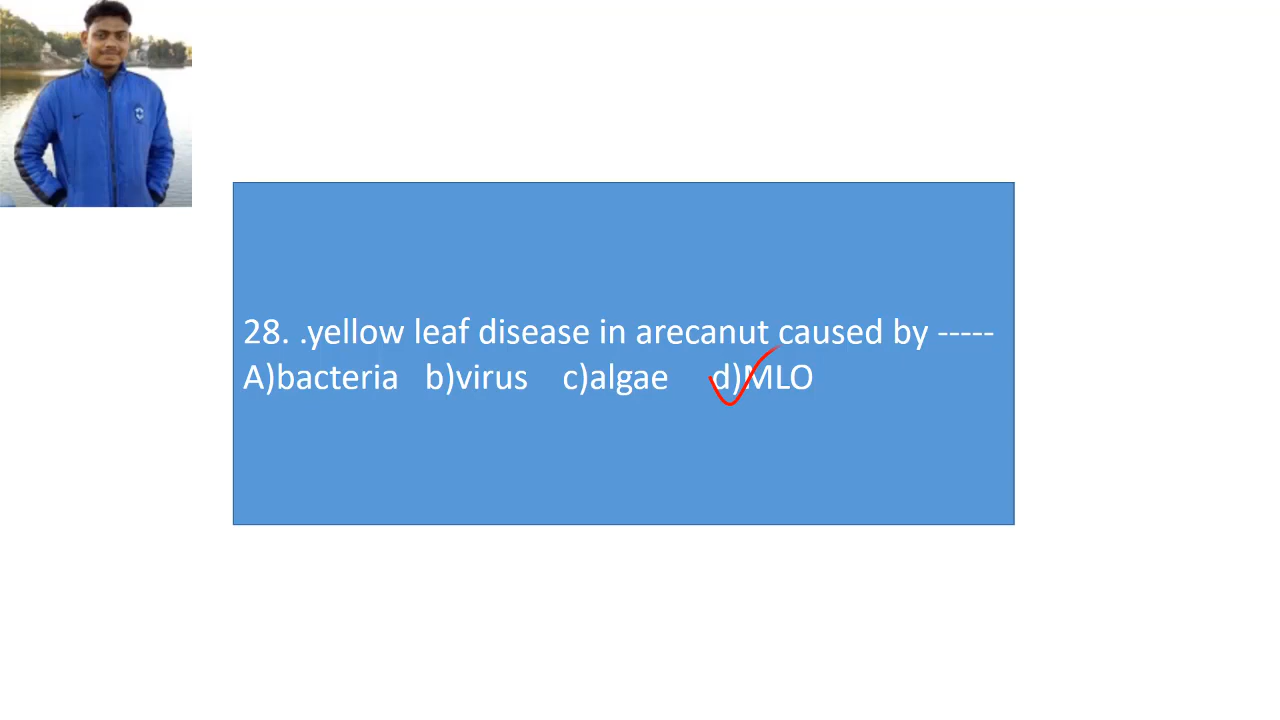 28. .yellow leaf disease in arecanut caused by -----
A)bacteria b)virus c)algae d)MLO